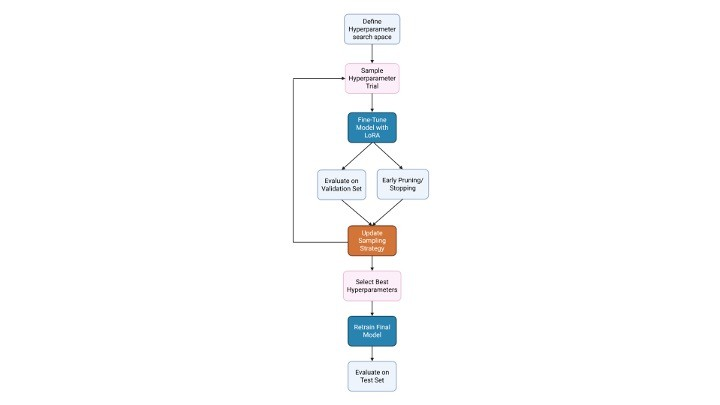 Define
Hyperparameter
search space
Sample
Hyperparameter
Trial
Fine-Tune
Model with
LoRA
Evaluate on
Validation Set
Early Pruning/
Stopping
Update
Sampling
Strategy
Select Best
Hyperparameters
Retrain Final
Model
Evaluate on
Test Set